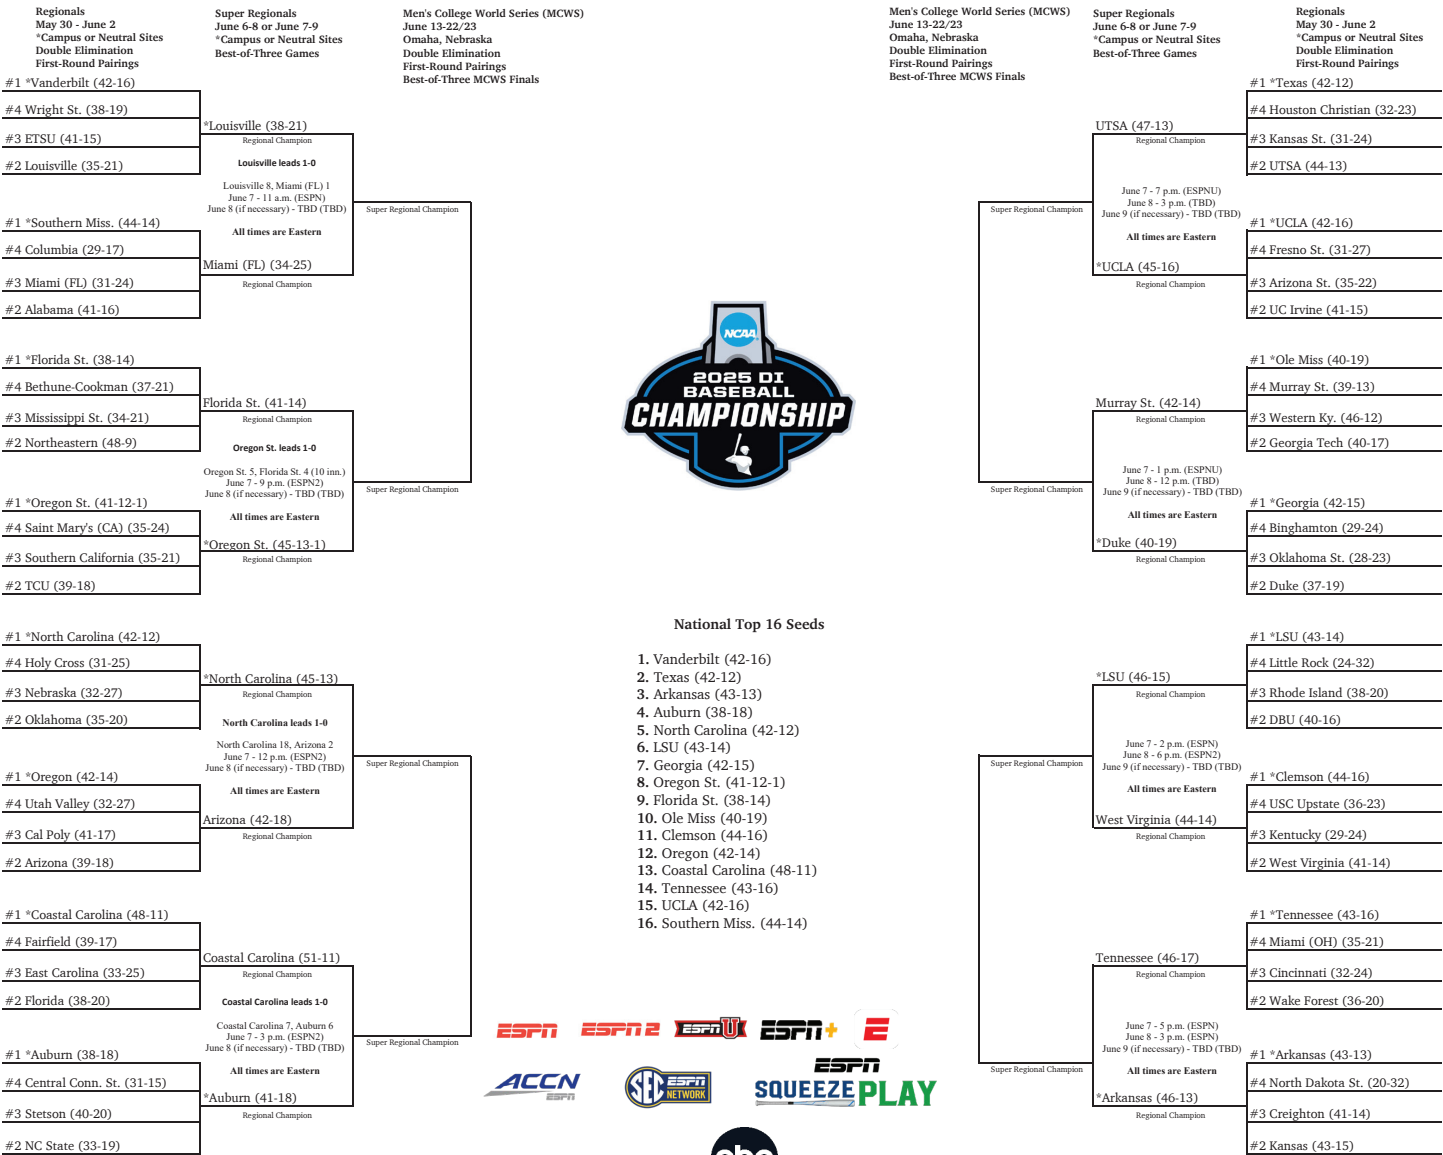 Regionals
May 30 - June 2
*Campus or Neutral Sites
Double Elimination
First-Round Pairings
Super Regionals
June 6-8 or June 7-9
*Campus or Neutral Sites
Best-of-Three Games
Men's College World Series (MCWS)
June 13-22/23
Omaha, Nebraska
Double Elimination
First-Round Pairings
Best-of-Three MCWS Finals
Men's College World Series (MCWS)
June 13-22/23
Omaha, Nebraska
Double Elimination
First-Round Pairings
Best-of-Three MCWS Finals
Super Regionals
June 6-8 or June 7-9
*Campus or Neutral Sites
Best-of-Three Games
Regionals
May 30 - June 2
*Campus or Neutral Sites
Double Elimination
First-Round Pairings
#1 *Vanderbilt (42-16)
#4 Wright St. (38-19)
#3 ETSU (41-15)
#2 Louisville (35-21)
#1 *Southern Miss. (44-14)
#4 Columbia (29-17)
#3 Miami (FL) (31-24)
#2 Alabama (41-16)
#1 *Florida St. (38-14)
#4 Bethune-Cookman (37-21)
#3 Mississippi St. (34-21)
#2 Northeastern (48-9)
#1 *Oregon St. (41-12-1)
#4 Saint Mary's (CA) (35-24)
#3 Southern California (35-21)
#2 TCU (39-18)
#1 *North Carolina (42-12)
#4 Holy Cross (31-25)
#3 Nebraska (32-27)
#2 Oklahoma (35-20)
#1 *Oregon (42-14)
#4 Utah Valley (32-27)
#3 Cal Poly (41-17)
#2 Arizona (39-18)
#1 *Coastal Carolina (48-11)
#4 Fairfield (39-17)
#3 East Carolina (33-25)
#2 Florida (38-20)
#1 *Auburn (38-18)
#4 Central Conn. St. (31-15)
#3 Stetson (40-20)
#2 NC State (33-19)
*Louisville (38-21)
Regional Champion
Louisville leads 1-0
Louisville 8, Miami (FL) 1
June 7 - 11 a.m. (ESPN)
June 8 (if necessary) - TBD (TBD)
All times are Eastern
Miami (FL) (34-25)
Regional Champion
Super Regional Champion
Florida St. (41-14)
Regional Champion
Oregon St. leads 1-0
Oregon St. 5, Florida St. 4 (10 inn.)
June 7 - 9 p.m. (ESPN2)
June 8 (if necessary) - TBD (TBD)
All times are Eastern
*Oregon St. (45-13-1)
Regional Champion
Super Regional Champion
*North Carolina (45-13)
Regional Champion
North Carolina leads 1-0
North Carolina 18, Arizona 2
June 7 - 12 p.m. (ESPN2)
June 8 (if necessary) - TBD (TBD)
All times are Eastern
Arizona (42-18)
Regional Champion
Super Regional Champion
Coastal Carolina (51-11)
Regional Champion
Coastal Carolina leads 1-0
Coastal Carolina 7, Auburn 6
June 7 - 3 p.m. (ESPN2)
June 8 (if necessary) - TBD (TBD)
All times are Eastern
*Auburn (41-18)
Regional Champion
Super Regional Champion
NCAA
2025 DI
BASEBALL
CHAMPIONSHIP
National Top 16 Seeds
1. Vanderbilt (42-16)
2. Texas (42-12)
3. Arkansas (43-13)
4. Auburn (38-18)
5. North Carolina (42-12)
6. LSU (43-14)
7. Georgia (42-15)
8. Oregon St. (41-12-1)
9. Florida St. (38-14)
10. Ole Miss (40-19)
11. Clemson (44-16)
12. Oregon (42-14)
13. Coastal Carolina (48-11)
14. Tennessee (43-16)
15. UCLA (42-16)
16. Southern Miss. (44-14)
ESPN ESPN 2 ESPN U ESPN+ E
ACCN
ESPN
SEC ESPN
NETWORK
ESPN
SQUEEZE PLAY
abc
UTSA (47-13)
Regional Champion
June 7 - 7 p.m. (ESPNU)
June 8 - 3 p.m. (TBD)
June 9 (if necessary) - TBD (TBD)
All times are Eastern
*UCLA (45-16)
Regional Champion
Super Regional Champion
Murray St. (42-14)
Regional Champion
June 7 - 1 p.m. (ESPNU)
June 8 - 12 p.m. (TBD)
June 9 (if necessary) - TBD (TBD)
All times are Eastern
*Duke (40-19)
Regional Champion
Super Regional Champion
*LSU (46-15)
Regional Champion
June 7 - 2 p.m. (ESPN)
June 8 - 6 p.m. (ESPN2)
June 9 (if necessary) - TBD (TBD)
All times are Eastern
West Virginia (44-14)
Regional Champion
Super Regional Champion
Tennessee (46-17)
Regional Champion
June 7 - 5 p.m. (ESPN)
June 8 - 3 p.m. (ESPN)
June 9 (if necessary) - TBD (TBD)
All times are Eastern
*Arkansas (46-13)
Regional Champion
Super Regional Champion
#1 *Texas (42-12)
#4 Houston Christian (32-23)
#3 Kansas St. (31-24)
#2 UTSA (44-13)
#1 *UCLA (42-16)
#4 Fresno St. (31-27)
#3 Arizona St. (35-22)
#2 UC Irvine (41-15)
#1 *Ole Miss (40-19)
#4 Murray St. (39-13)
#3 Western Ky. (46-12)
#2 Georgia Tech (40-17)
#1 *Georgia (42-15)
#4 Binghamton (29-24)
#3 Oklahoma St. (28-23)
#2 Duke (37-19)
#1 *LSU (43-14)
#4 Little Rock (24-32)
#3 Rhode Island (38-20)
#2 DBU (40-16)
#1 *Clemson (44-16)
#4 USC Upstate (36-23)
#3 Kentucky (29-24)
#2 West Virginia (41-14)
#1 *Tennessee (43-16)
#4 Miami (OH) (35-21)
#3 Cincinnati (32-24)
#2 Wake Forest (36-20)
#1 *Arkansas (43-13)
#4 North Dakota St. (20-32)
#3 Creighton (41-14)
#2 Kansas (43-15)